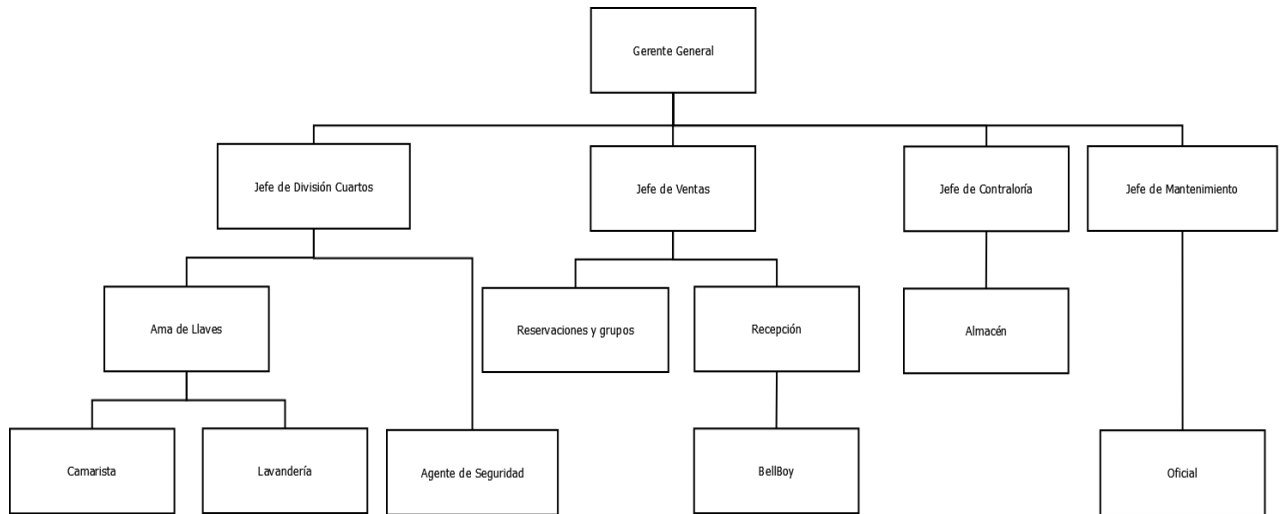 Gerente General
Jefe de División Cuartos
Jefe de Ventas
Jefe de Contraloría
Jefe de Mantenimiento
Ama de Llaves
Reservaciones y grupos
Recepción
Almacén
Camarista
Lavandería
Agente de Seguridad
BellBoy
Oficial